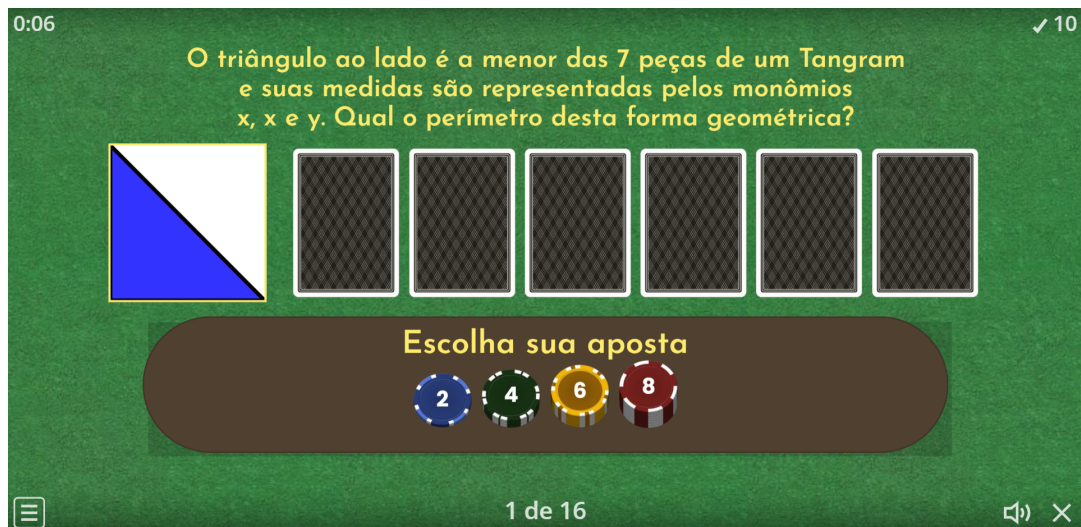 0:06
10
O triângulo ao lado é a menor das 7 peças de um Tangram
e suas medidas são representadas pelos monômios
x, x e y. Qual o perímetro desta forma geométrica?
Escolha sua aposta
2
4
6
8
1 de 16